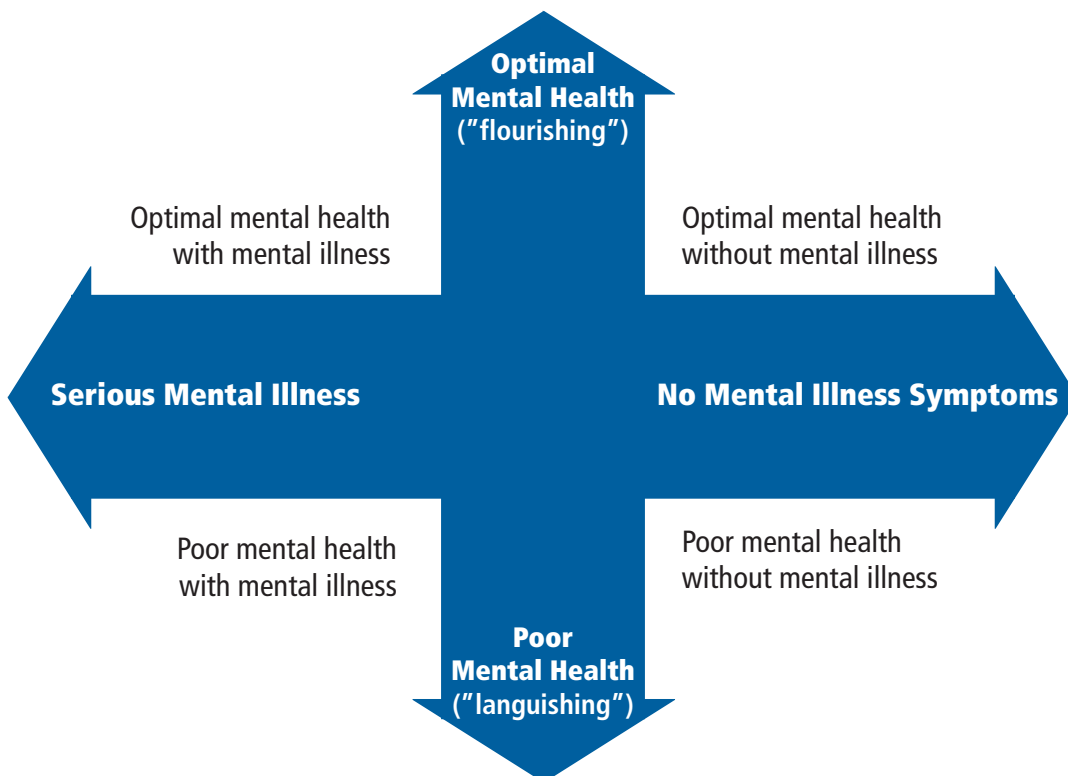 Optimal
Mental Health
("flourishing")
Optimal mental health
with mental illness
Optimal mental health
without mental illness
Serious Mental Illness
No Mental Illness Symptoms
Poor mental health
with mental illness
Poor mental health
without mental illness
Poor
Mental Health
("languishing")